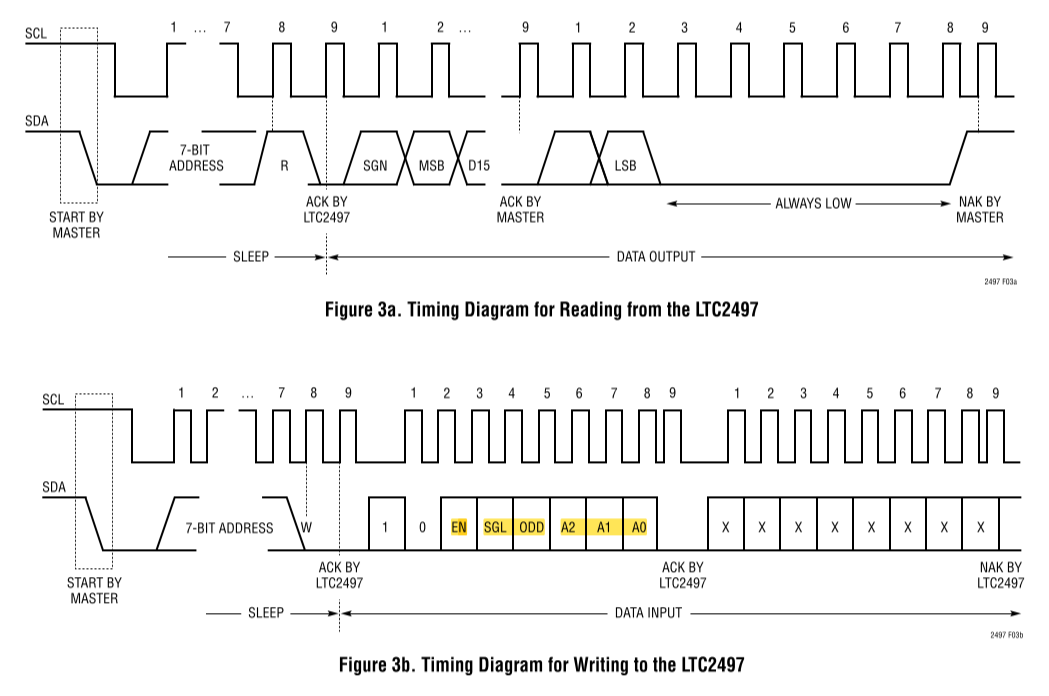 SCL
1 ... 7 8 9 1 2 ... 9 1 2 3 4 5 6 7 8 9
SDA
7-BIT
ADDRESS
R
SGN
MSB
D15
LSB
START BY
MASTER
ACK BY
LTC2497
ACK BY
MASTER
ALWAYS LOW
NAK BY
MASTER
SLEEP
DATA OUTPUT
2497 F03a
Figure 3a. Timing Diagram for Reading from the LTC2497
SCL
1 2 ... 7 8 9 1 2 3 4 5 6 7 8 9 1 2 3 4 5 6 7 8 9
SDA
7-BIT ADDRESS
W
1 0 EN SGL ODD A2 A1 A0
X X X X X X X X
START BY
MASTER
ACK BY
LTC2497
ACK BY
LTC2497
NAK BY
LTC2497
SLEEP
DATA INPUT
2497 F03b
Figure 3b. Timing Diagram for Writing to the LTC2497